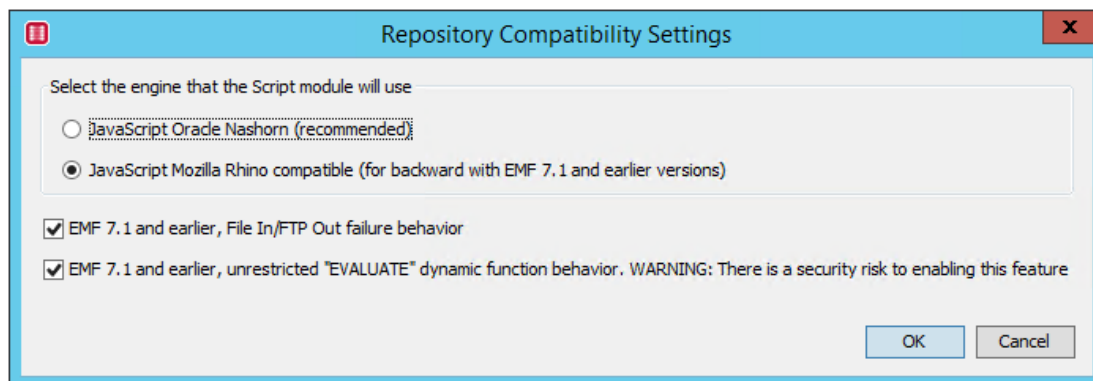 Repository Compatibility Settings
x
Select the engine that the Script module will use
JavaScript Oracle Nashorn (recommended)
JavaScript Mozilla Rhino compatible (for backward with EMF 7.1 and earlier versions)
EMF 7.1 and earlier, File In/FTP Out failure behavior
EMF 7.1 and earlier, unrestricted "EVALUATE" dynamic function behavior. WARNING: There is a security risk to enabling this feature
OK Cancel